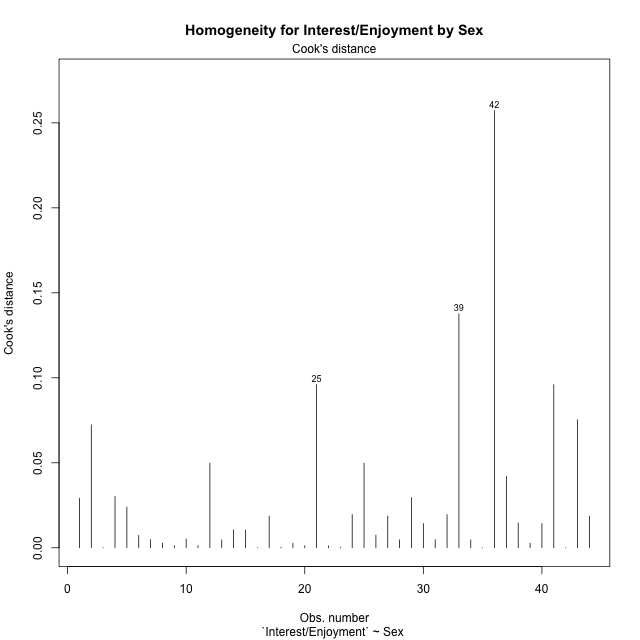 Homogeneity for Interest/Enjoyment by Sex
Cook's distance
42
0.25
0.20
0.15
39
0.10
25
0.05
0.00
Cook's distance
0 10 20 30 40
Obs. number
`Interest/Enjoyment` ~ Sex